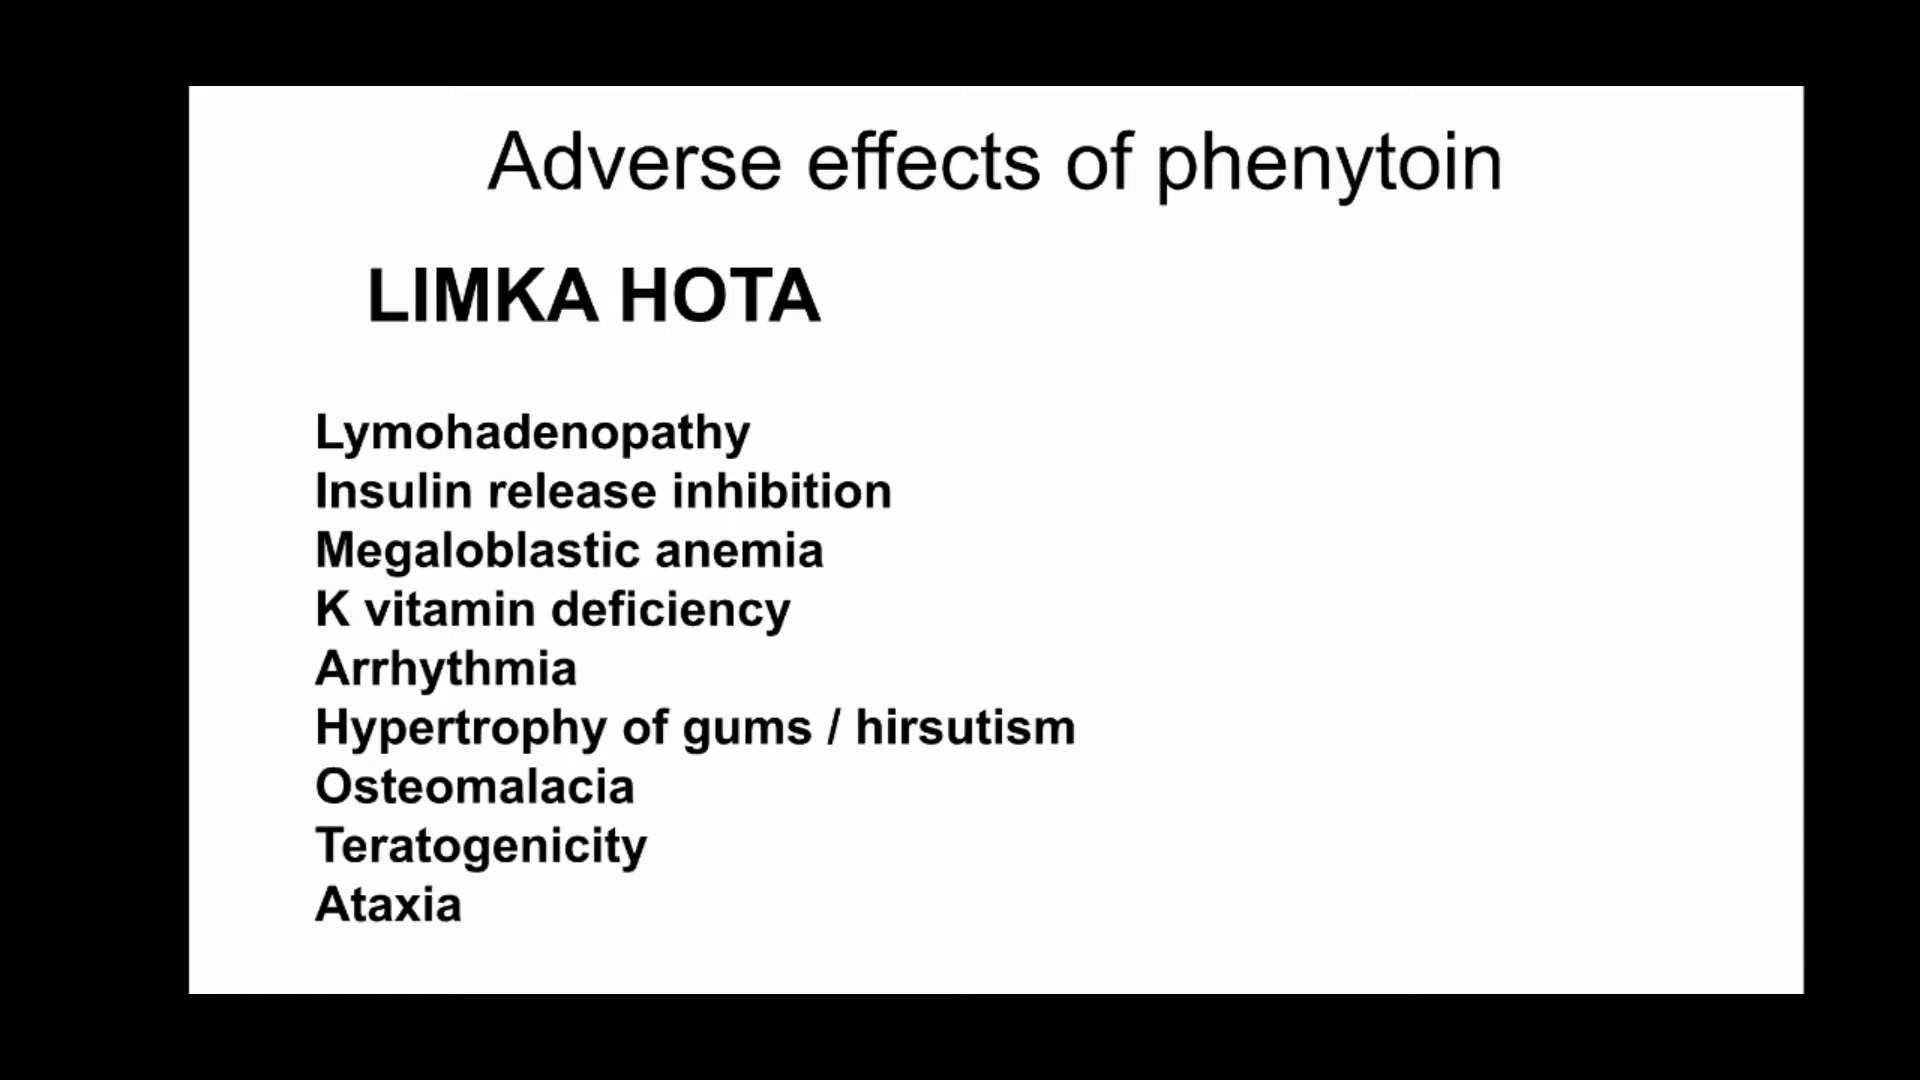 Adverse effects of phenytoin
LIMKA HOTA
Lymohadenopathy
Insulin release inhibition
Megaloblastic anemia
K vitamin deficiency
Arrhythmia
Hypertrophy of gums / hirsutism
Osteomalacia
Teratogenicity
Ataxia